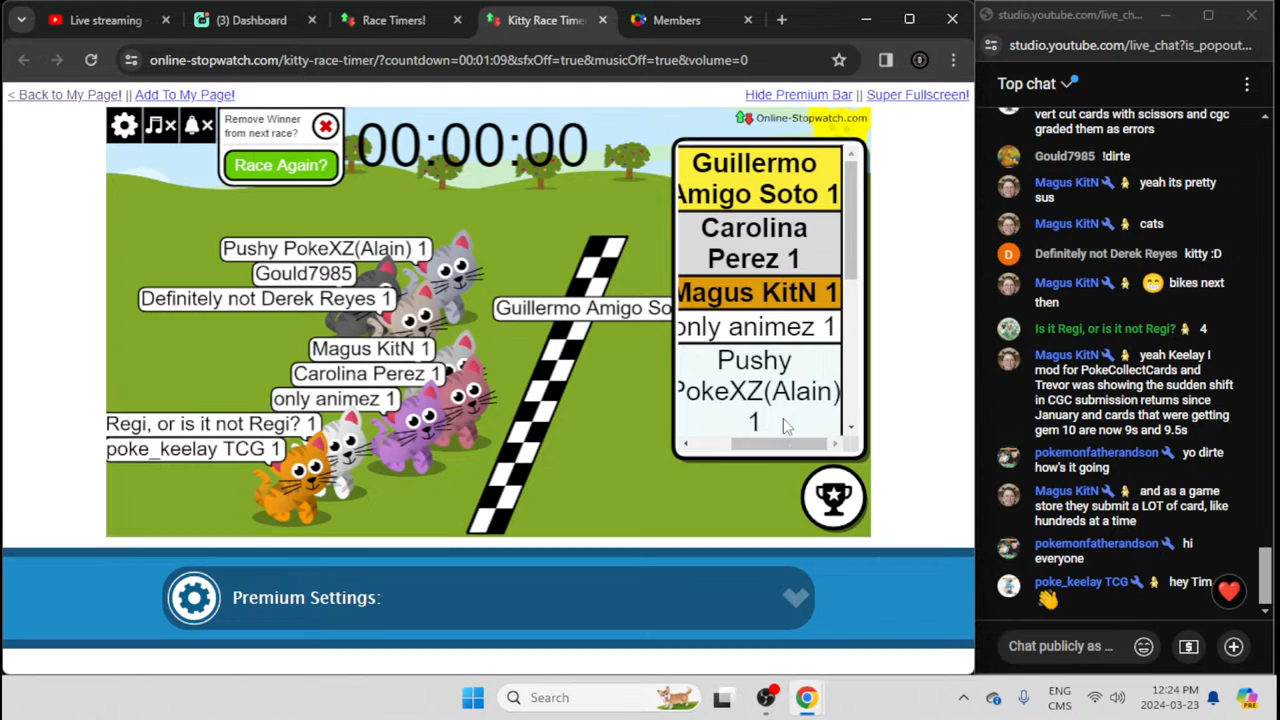 Live streaming
(3) Dashboard
Race Timers!
Kitty Race Time
Members
online-stopwatch.com/kitty-race-timer/?countdown=00:01:09&sfxOff=true&musicOff=true&volume=0
< Back to My Page! || Add To My Page!
Hide Premium Bar || Super Fullscreen!
Remove Winner
from next race?
Race Again?
00:00:00
Online-Stopwatch.com
Pushy PokeXZ(Alain) 1
Gould7985
Definitely not Derek Reyes 1
Magus KitN 1
Carolina Perez 1
only animez 1
Regi, or is it not Regi? 1
poke_keelay TCG 1
Guillermo Amigo So
Guillermo
Amigo Soto 1
Carolina
Perez 1
Magus KitN 1
only animez 1
Pushy
PokeXZ(Alain)
1
Premium Settings:
studio.youtube.com/live_ch...
studio.youtube.com/live_chat?is_popout...
Top chat
vert cut cards with scissors and cgc
graded them as errors
Gould7985 !dirte
Magus KitN yeah its pretty
sus
Magus KitN cats
Definitely not Derek Reyes kitty :D
Magus KitN bikes next
then
Is it Regi, or is it not Regi? 4
Magus KitN yeah Keelay I
mod for PokeCollectCards and
Trevor was showing the sudden shift
in CGC submission returns since
January and cards that were getting
gem 10 are now 9s and 9.5s
pokemonfatherandson yo dirte
how's it going
Magus KitN and as a game
store they submit a LOT of card, like
hundreds at a time
pokemonfatherandson hi
everyone
poke_keelay TCG hey Tim
Chat publicly as ...
Search
ENG
CMS
12:24 PM
2024-03-23
PRE